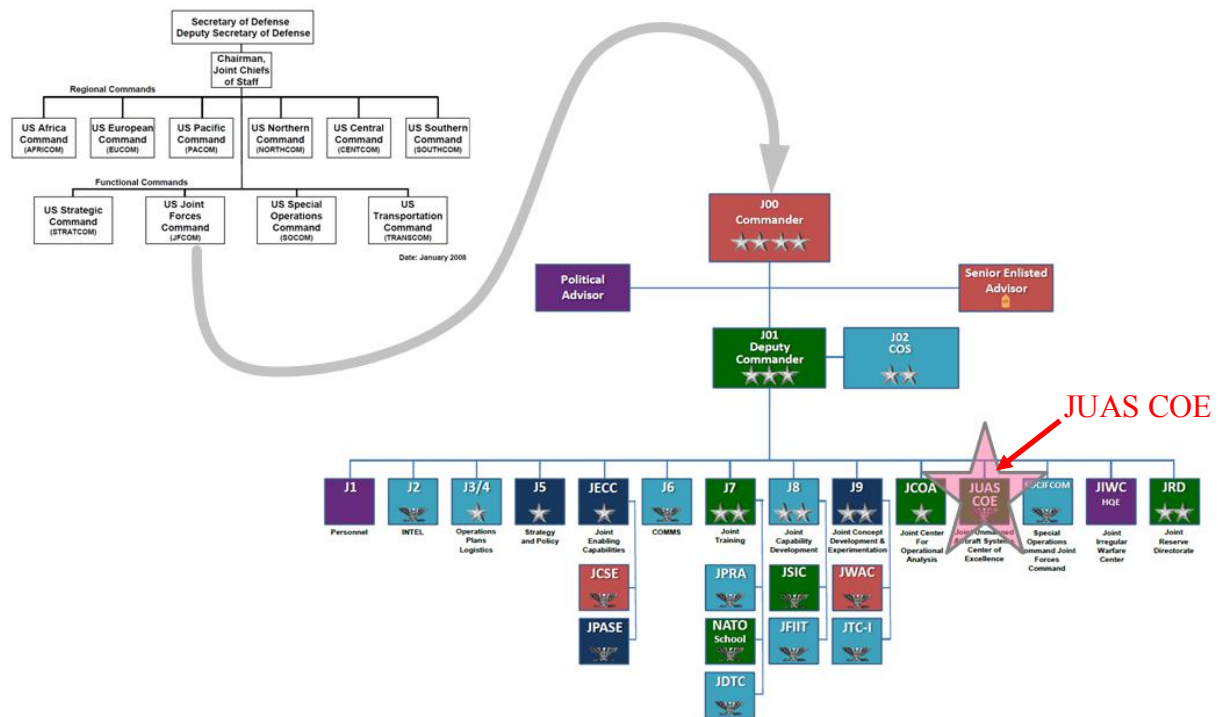 Secretary of Defense
Deputy Secretary of Defense
Chairman,
Joint Chiefs
of Staff
Regional Commands
US Africa
Command
(AFRICOM)
US European
Command
(EUCOM)
US Pacific
Command
(PACOM)
US Northern
Command
(NORTHCOM)
US Central
Command
(CENTCOM)
US Southern
Command
(SOUTHCOM)
Functional Commands
US Strategic
Command
(STRATCOM)
US Joint
Forces
Command
(JFCOM)
US Special
Operations
Command
(SOCOM)
US
Transportation
Command
(TRANSCOM)
Date: January 2008
J00
Commander
Political
Advisor
Senior Enlisted
Advisor
J01
Deputy
Commander
J02
COS
JUAS COE
J1
Personnel
J2
INTEL
J3/4
Operations
Plans
Logistics
J5
Strategy
and Policy
JECC
Joint
Enabling
Capabilities
J6
COMMS
J7
Joint
Training
J8
Joint
Capability
Development
J9
Joint Concept
Development &
Experimentation
JCOA
Joint Center
For
Operational
Analysis
JUAS
COE
Joint Unmanned
Aircraft Systems
Center of
Excellence
SOCJFCOM
Special
Operations
Command Joint
Forces
Command
JIWC
HQE
Joint
Irregular
Warfare
Center
JRD
Joint
Reserve
Directorate
JCSE
JPASE
JPRA
NATO
School
JDTC
JSIC
JFIIT
JWAC
JTC-I